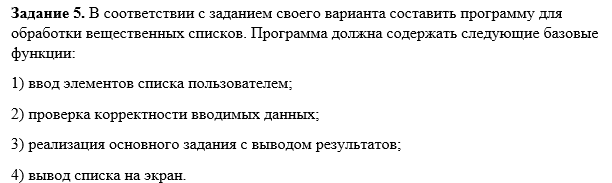 Задание 5. В соответствии с заданием своего варианта составить программу для
обработки вещественных списков. Программа должна содержать следующие базовые
функции:
1) ввод элементов списка пользователем;
2) проверка корректности вводимых данных;
3) реализация основного задания с выводом результатов;
4) вывод списка на экран.